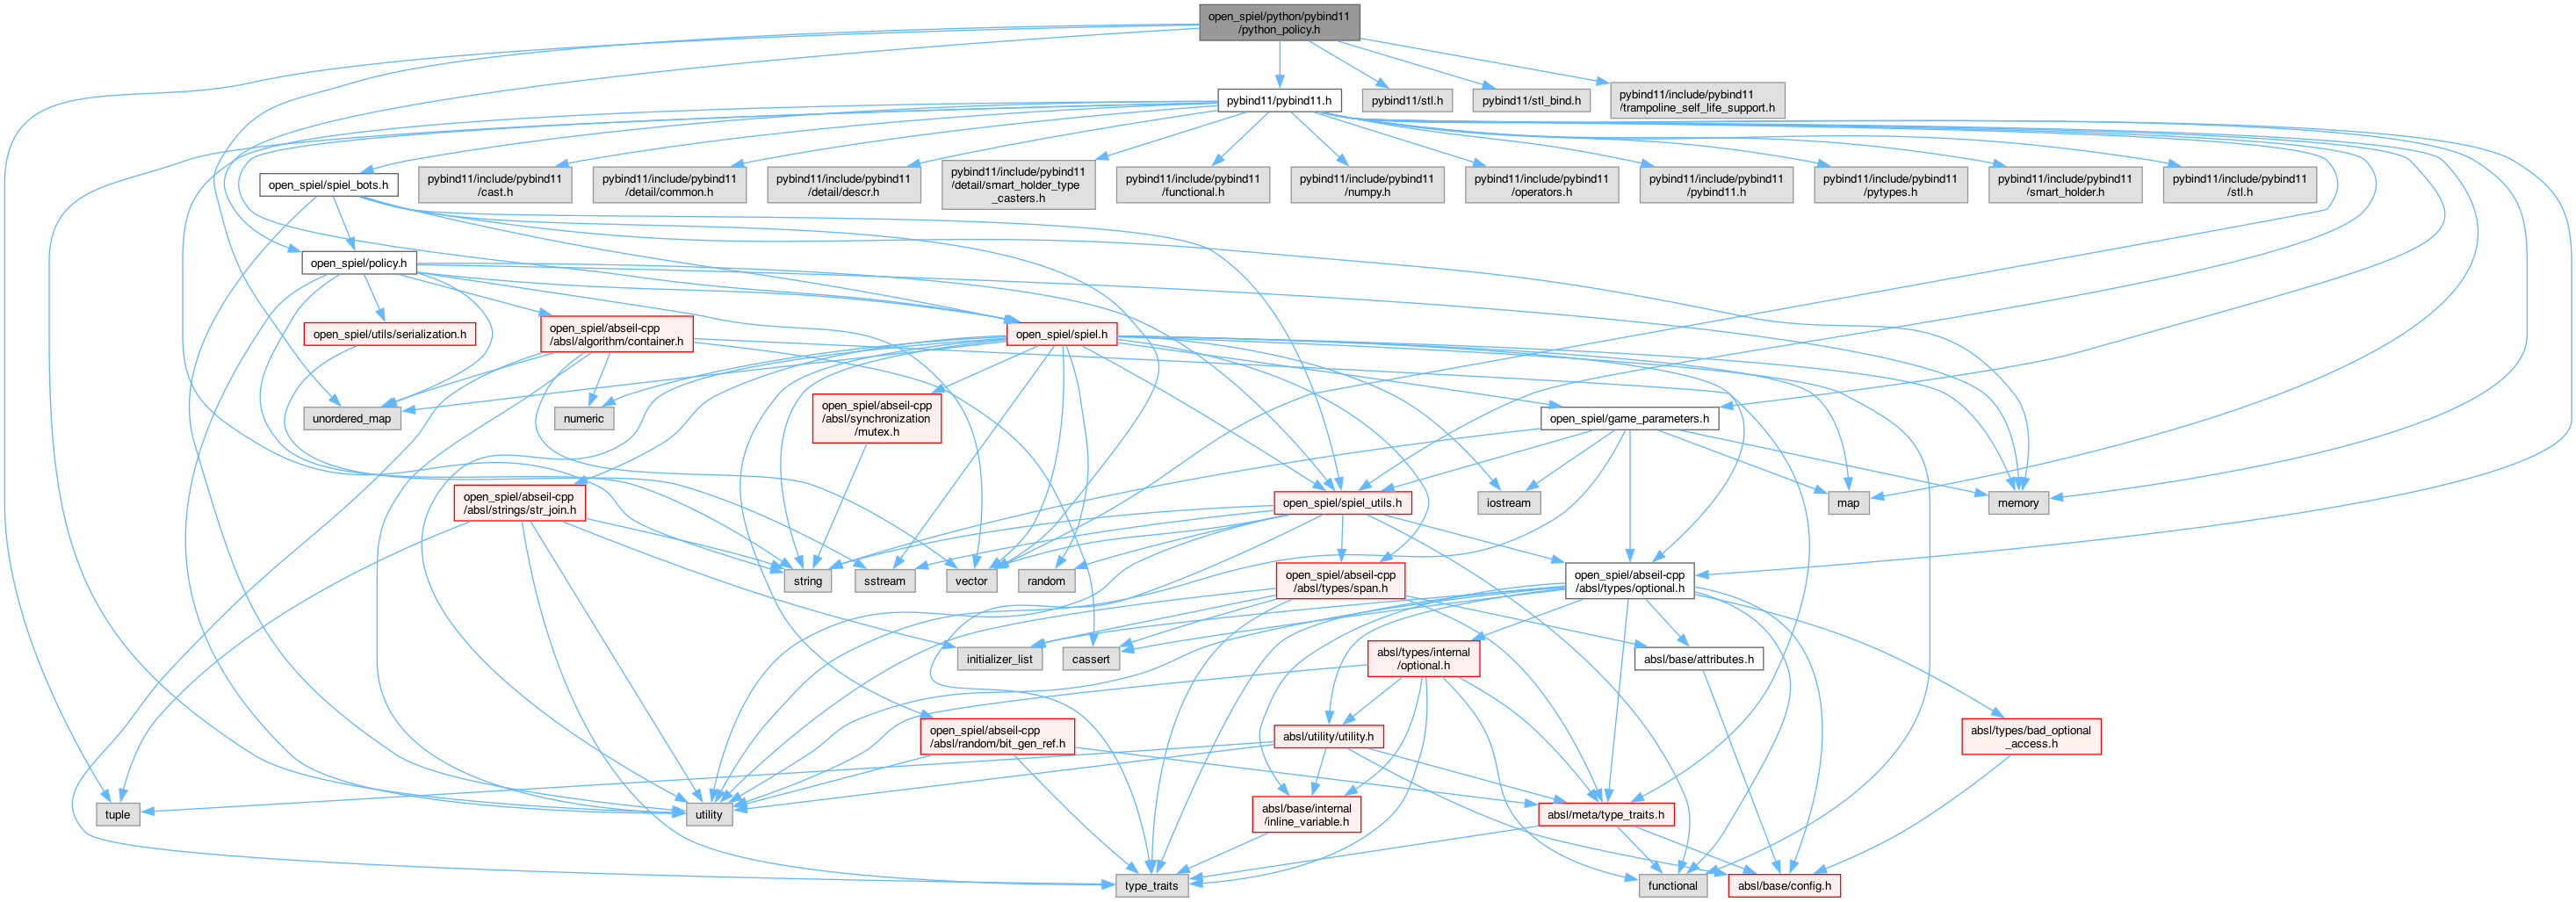 open_spiel/python/pybind11
/python_policy.h
pybind11/pybind11.h
pybind11/stl.h
pybind11/stl_bind.h
pybind11/include/pybind11
/trampoline_self_life_support.h
open_spiel/spiel_bots.h
pybind11/include/pybind11
/cast.h
pybind11/include/pybind11
/detail/common.h
pybind11/include/pybind11
/detail/descr.h
pybind11/include/pybind11
/detail/smart_holder_type
_casters.h
pybind11/include/pybind11
/functional.h
pybind11/include/pybind11
/numpy.h
pybind11/include/pybind11
/operators.h
pybind11/include/pybind11
/pybind11.h
pybind11/include/pybind11
/pytypes.h
pybind11/include/pybind11
/smart_holder.h
pybind11/include/pybind11
/stl.h
open_spiel/policy.h
open_spiel/utils/serialization.h
open_spiel/abseil-cpp
/absl/algorithm/container.h
open_spiel/spiel.h
unordered_map
numeric
open_spiel/abseil-cpp
/absl/synchronization
/mutex.h
open_spiel/game_parameters.h
open_spiel/abseil-cpp
/absl/strings/str_join.h
open_spiel/spiel_utils.h
iostream
map
memory
string
sstream
vector
random
open_spiel/abseil-cpp
/absl/types/span.h
open_spiel/abseil-cpp
/absl/types/optional.h
initializer_list
cassert
absl/types/internal
/optional.h
absl/base/attributes.h
open_spiel/abseil-cpp
/absl/random/bit_gen_ref.h
absl/utility/utility.h
absl/types/bad_optional
_access.h
tuple
utility
absl/base/internal
/inline_variable.h
absl/meta/type_traits.h
type_traits
functional
absl/base/config.h